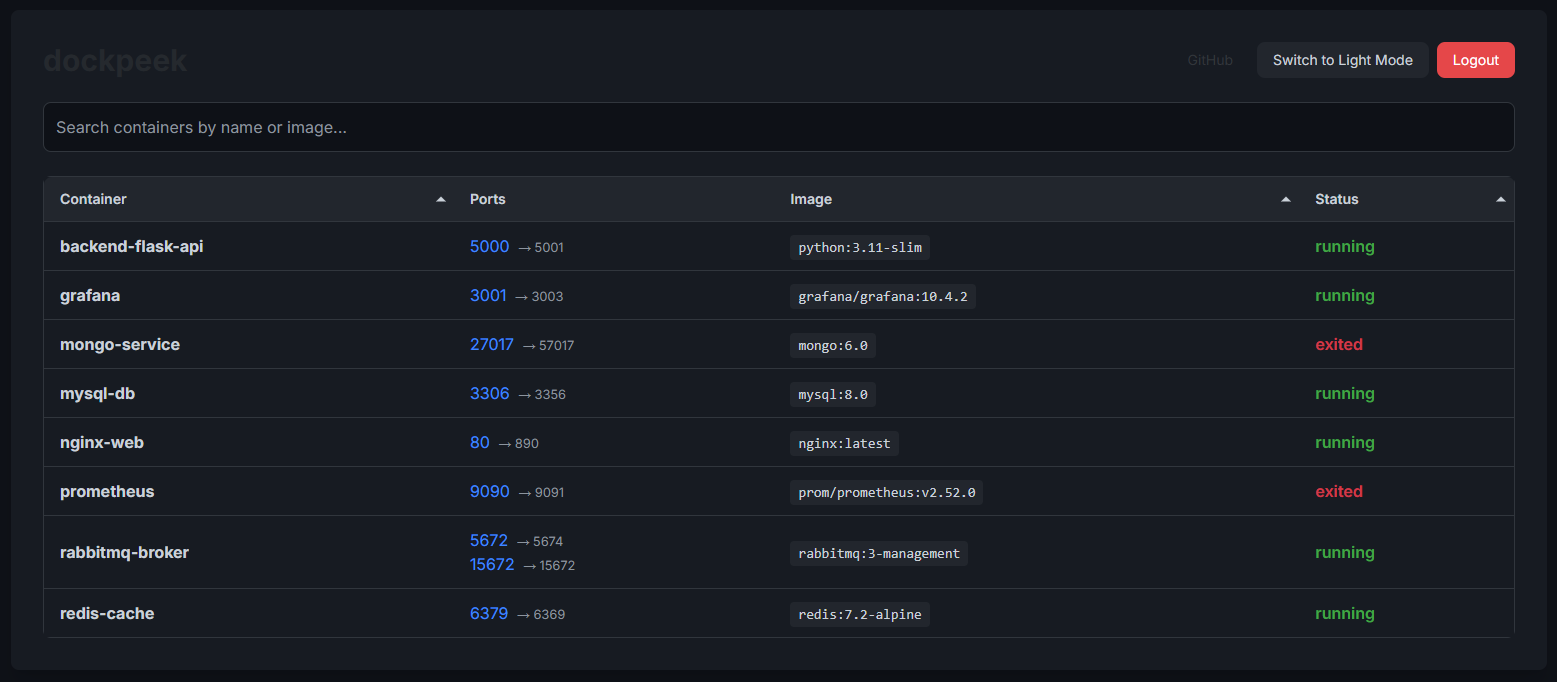 dockpeek
GitHub
Switch to Light Mode
Logout
Search containers by name or image...
Container Ports Image Status
backend-flask-api 5000 →5001 python:3.11-slim running
grafana 3001 →3003 grafana/grafana:10.4.2 running
mongo-service 27017 →57017 mongo:6.0 exited
mysql-db 3306 →3356 mysql:8.0 running
nginx-web 80 →890 nginx:latest running
prometheus 9090 →9091 prom/prometheus:v2.52.0 exited
rabbitmq-broker 5672 →5674 rabbitmq:3-management running
15672 →15672
redis-cache 6379 →6369 redis:7.2-alpine running